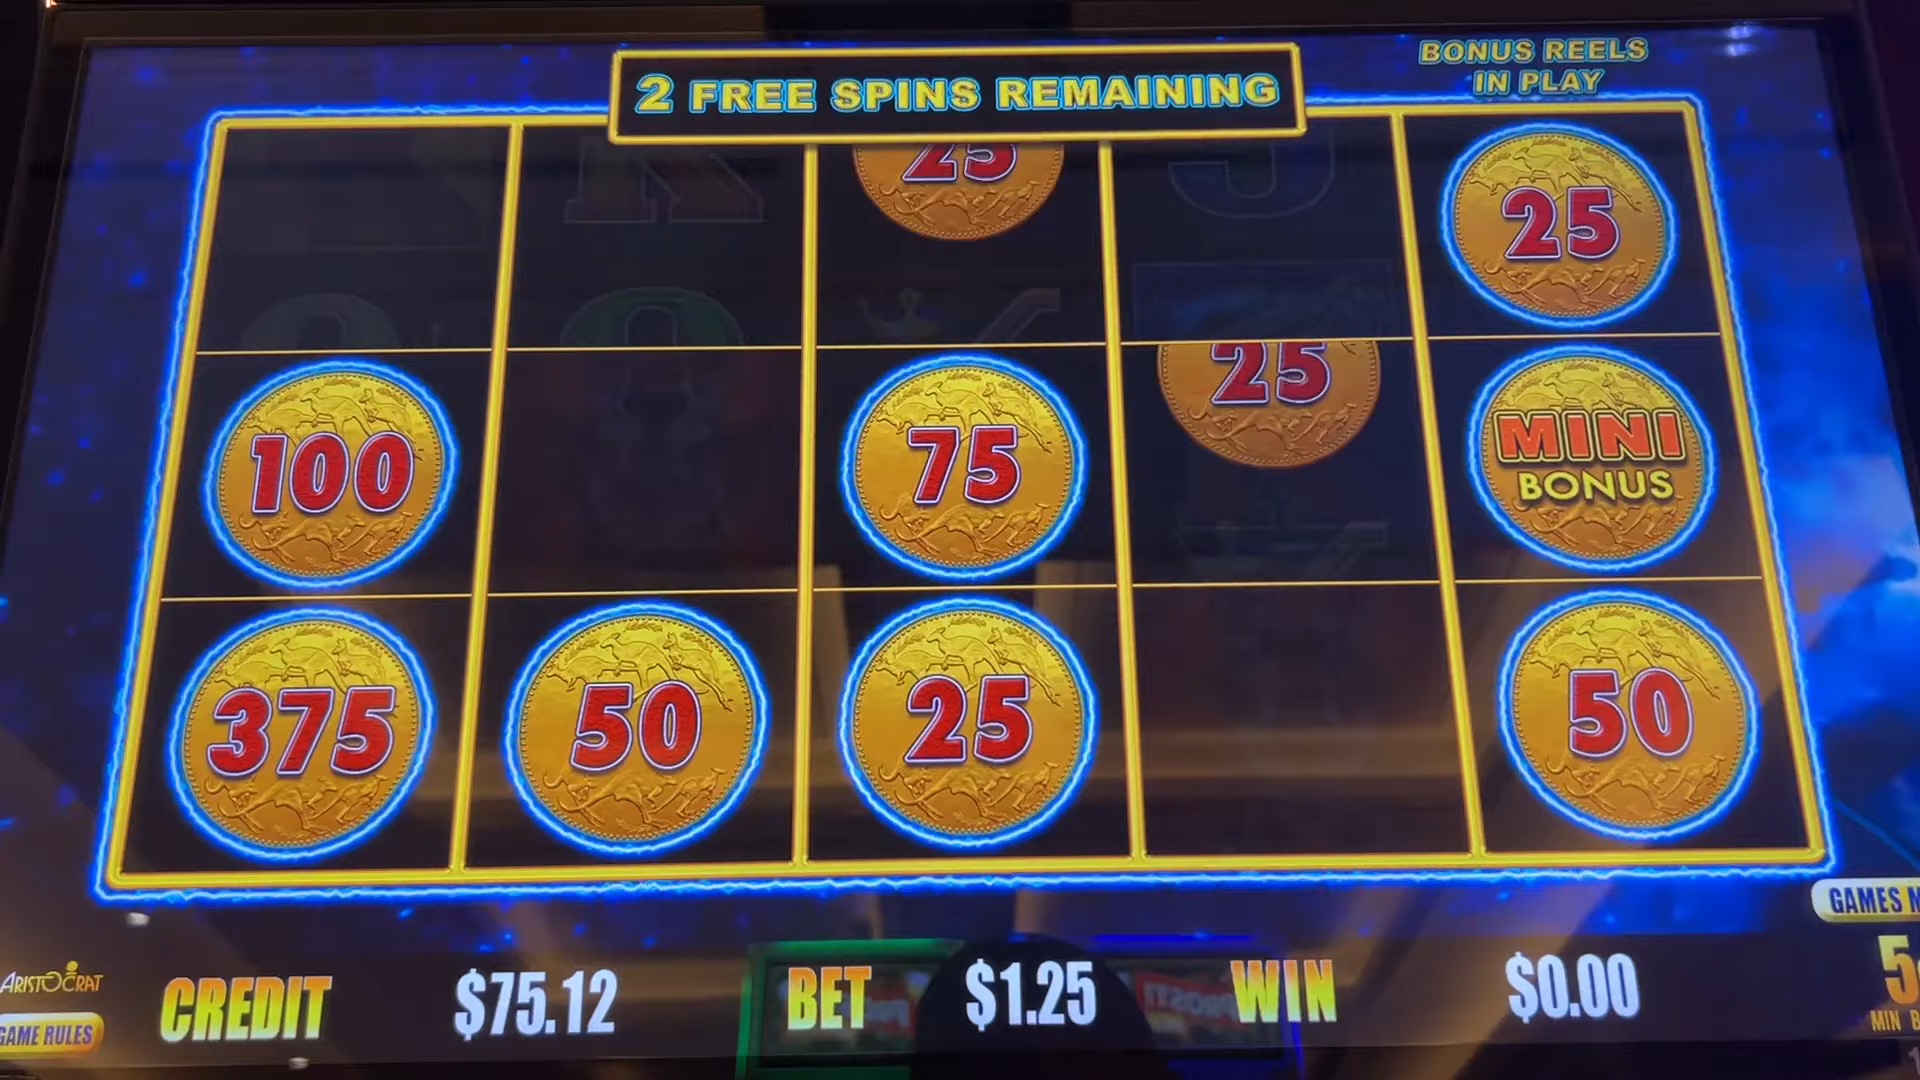 BONUS REELS
IN PLAY
2 FREE SPINS REMAINING
25
25
100
75
25
MINI
BONUS
375
50
25
50
GAMES
ARISTOCRAT
CREDIT
$75.12
BET
$1.25
WIN
$0.00
GAME RULES
MIN